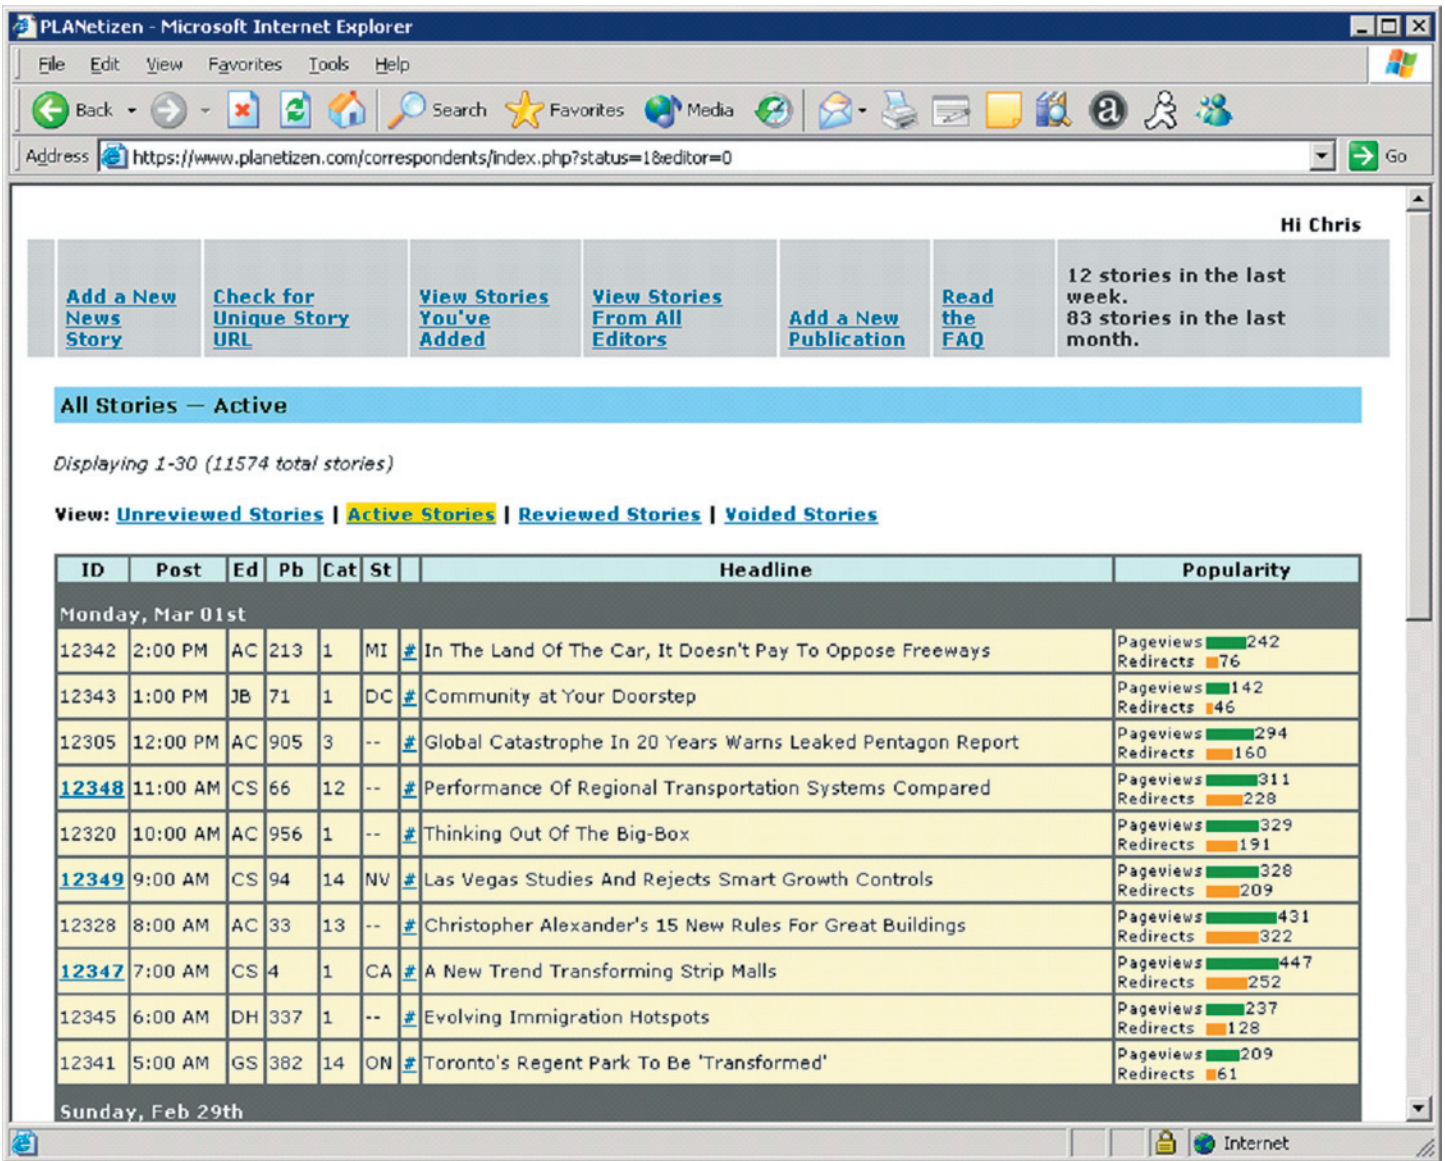 PLANetizen - Microsoft Internet Explorer
File Edit View Favorites Tools Help
Back Search Favorites Media
Address https://www.planetizen.com/correspondents/index.php?status=1&editor=0 Go
Hi Chris
Add a New News Story
Check for Unique Story URL
View Stories You've Added
View Stories From All Editors
Add a New Publication
Read the FAQ
12 stories in the last week.
83 stories in the last month.
All Stories — Active
Displaying 1-30 (11574 total stories)
View: Unreviewed Stories | Active Stories | Reviewed Stories | Voided Stories
ID Post Ed Pb Cat St Headline Popularity
Monday, Mar 01st
12342 2:00 PM AC 213 1 MI # In The Land Of The Car, It Doesn't Pay To Oppose Freeways Pageviews 242
Redirects 76
12343 1:00 PM JB 71 1 DC # Community at Your Doorstep Pageviews 142
Redirects 46
12305 12:00 PM AC 905 3 -- # Global Catastrophe In 20 Years Warns Leaked Pentagon Report Pageviews 294
Redirects 160
12348 11:00 AM CS 66 12 -- # Performance Of Regional Transportation Systems Compared Pageviews 311
Redirects 228
12320 10:00 AM AC 956 1 -- # Thinking Out Of The Big-Box Pageviews 329
Redirects 191
12349 9:00 AM CS 94 14 NV # Las Vegas Studies And Rejects Smart Growth Controls Pageviews 328
Redirects 209
12328 8:00 AM AC 33 13 -- # Christopher Alexander's 15 New Rules For Great Buildings Pageviews 431
Redirects 322
12347 7:00 AM CS 4 1 CA # A New Trend Transforming Strip Malls Pageviews 447
Redirects 252
12345 6:00 AM DH 337 1 -- # Evolving Immigration Hotspots Pageviews 237
Redirects 128
12341 5:00 AM GS 382 14 ON # Toronto's Regent Park To Be 'Transformed' Pageviews 209
Redirects 61
Sunday, Feb 29th
Internet